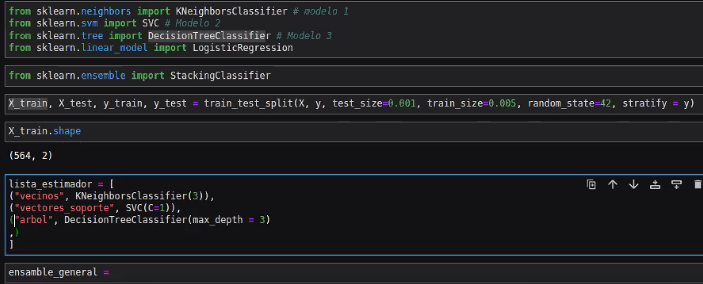 from sklearn.neighbors import KNeighborsClassifier # modelo 1
from sklearn.svm import SVC # Modelo 2
from sklearn.tree import DecisionTreeClassifier # Modelo 3
from sklearn.linear_model import LogisticRegression
from sklearn.ensemble import StackingClassifier
X_train, X_test, y_train, y_test = train_test_split(X, y, test_size=0.001, train_size=0.005, random_state=42, stratify = y)
X_train.shape
(564, 2)
lista_estimador = [
("vecinos", KNeighborsClassifier(3)),
("vectores_soporte", SVC(C=1)),
("arbol", DecisionTreeClassifier(max_depth = 3)
,)
]
ensamble_general =